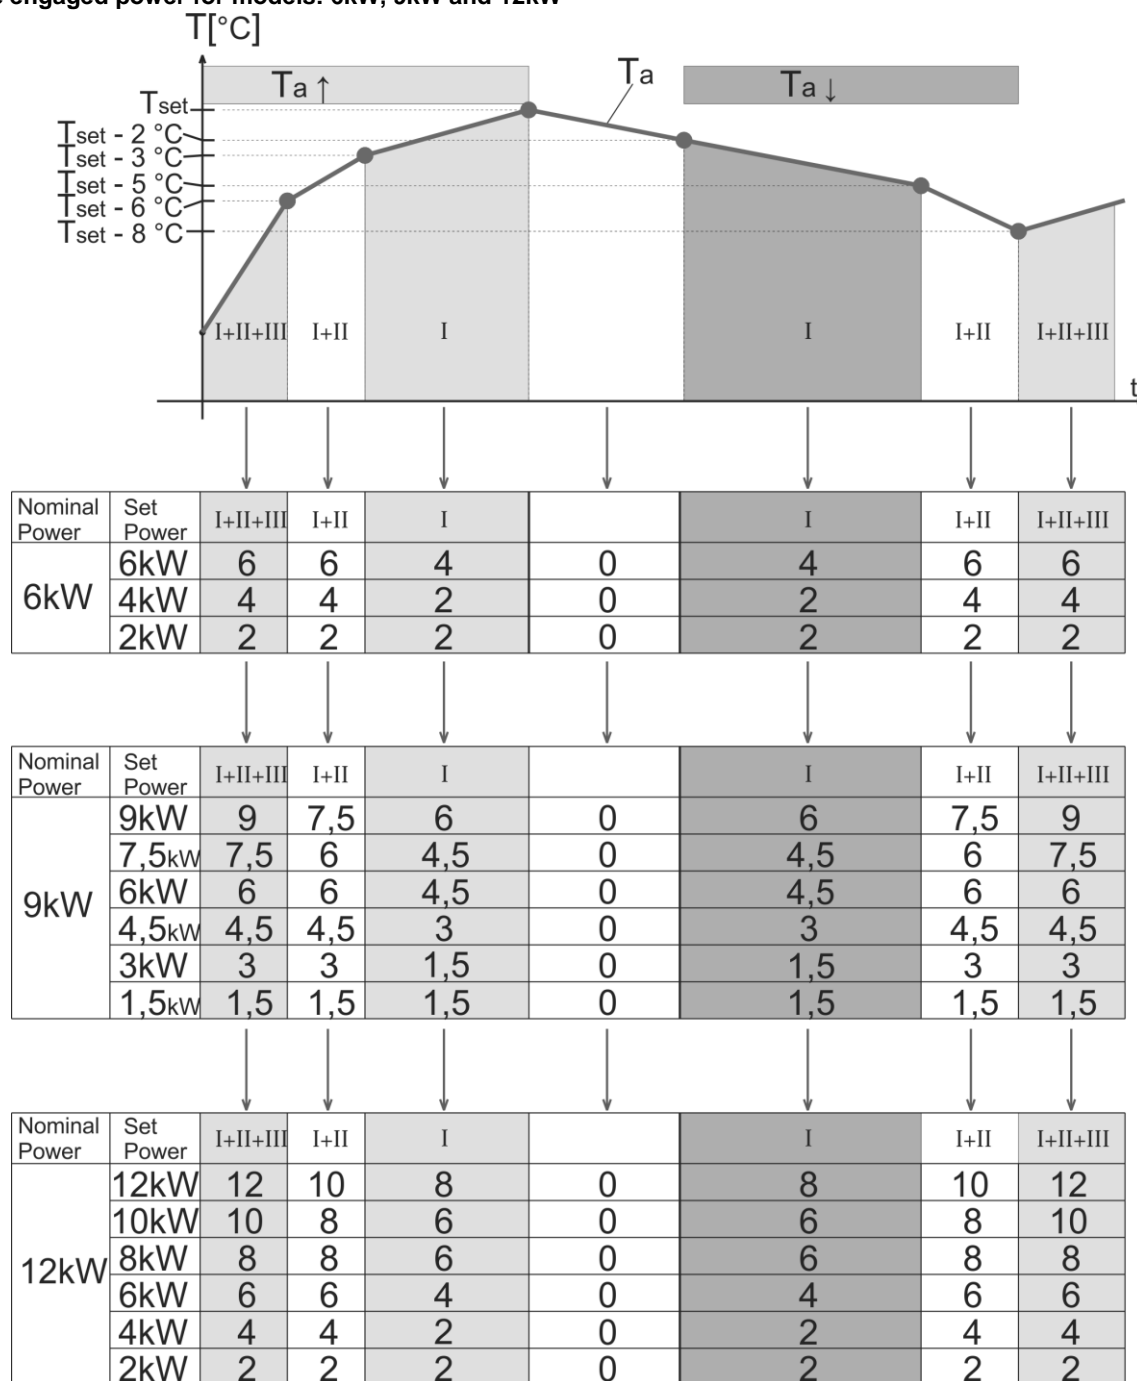 engaged power for models: 6kW, 9kW and 12kW
T[°C]
Ta ↑
Ta
Ta ↓
Tset
Tset - 2 °C
Tset - 3 °C
Tset - 5 °C
Tset - 6 °C
Tset - 8 °C
I+II+III I+II I I I+II I+II+III
t
Nominal Power Set Power I+II+III I+II I I I+II I+II+III
6kW
6kW 6 6 4 0 4 6 6
4kW 4 4 2 0 2 4 4
2kW 2 2 2 0 2 2 2
Nominal Power Set Power I+II+III I+II I I I+II I+II+III
9kW
9kW 9 7,5 6 0 6 7,5 9
7,5kW 7,5 6 4,5 0 4,5 6 7,5
6kW 6 6 4,5 0 4,5 6 6
4,5kW 4,5 4,5 3 0 3 4,5 4,5
3kW 3 3 1,5 0 1,5 3 3
1,5kW 1,5 1,5 1,5 0 1,5 1,5 1,5
Nominal Power Set Power I+II+III I+II I I I+II I+II+III
12kW
12kW 12 10 8 0 8 10 12
10kW 10 8 6 0 6 8 10
8kW 8 8 6 0 6 8 8
6kW 6 6 4 0 4 6 6
4kW 4 4 2 0 2 4 4
2kW 2 2 2 0 2 2 2